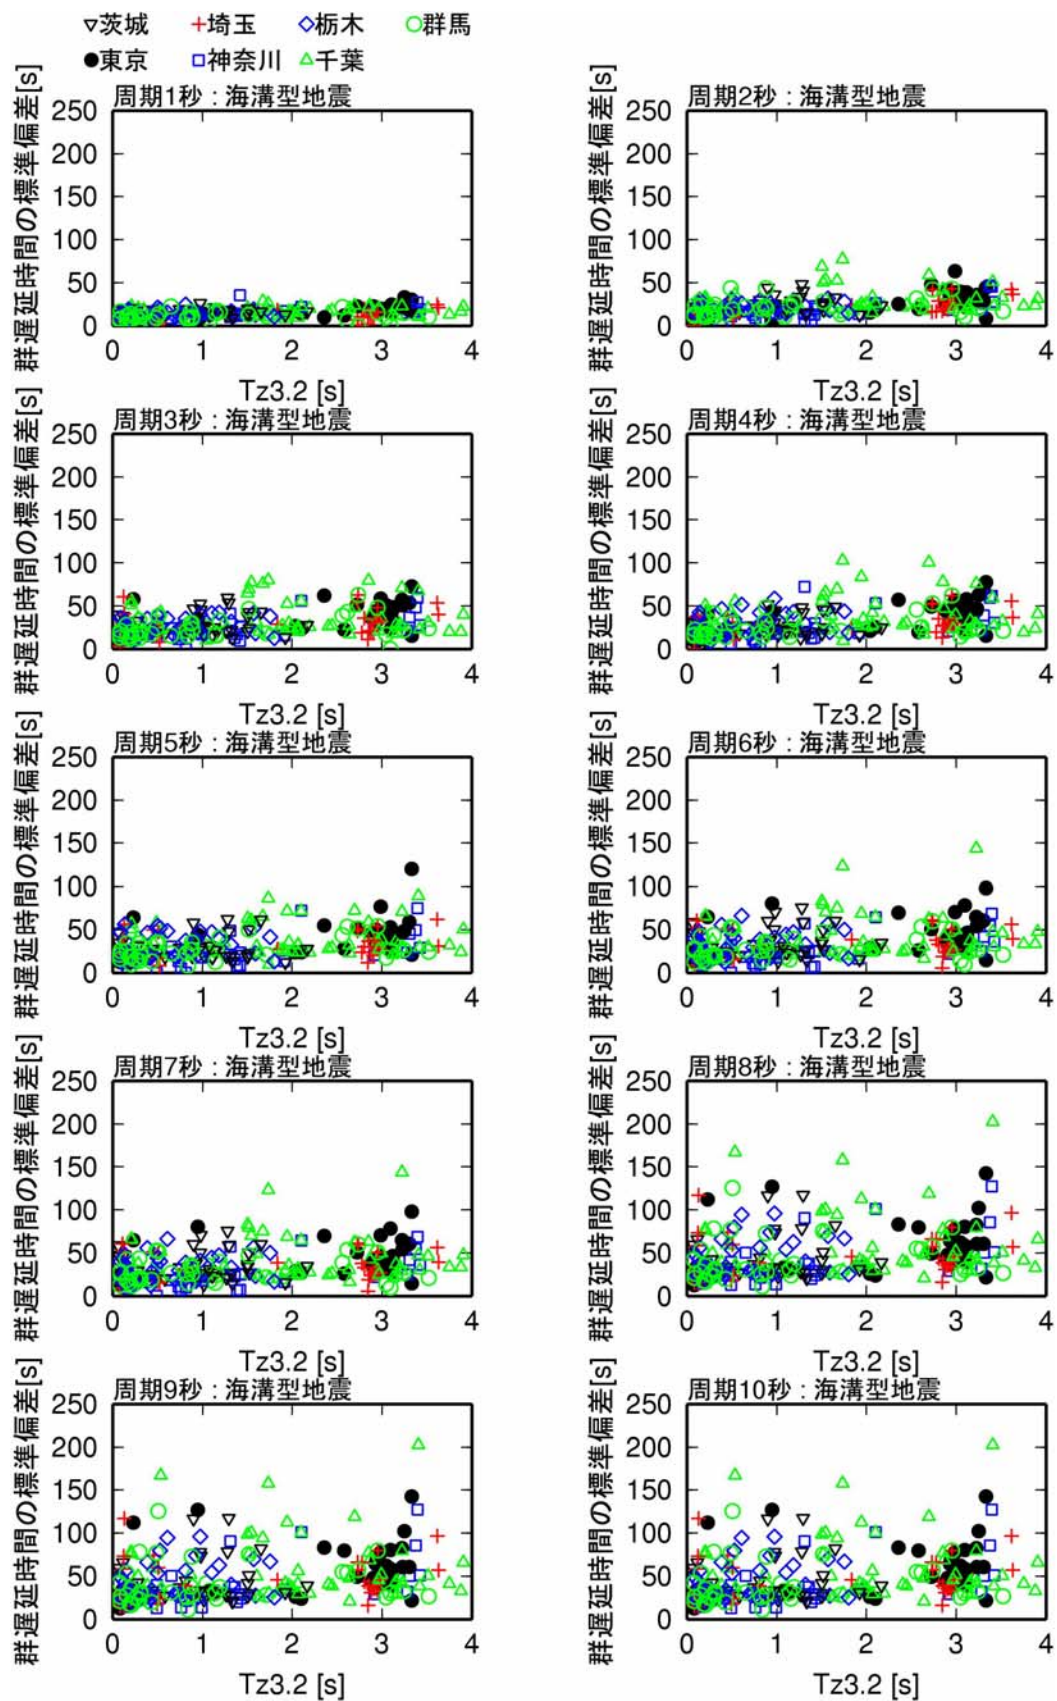 茨城 埼玉 栃木 群馬
東京 神奈川 千葉
周期1秒 : 海溝型地震
群遅延時間の標準偏差[s]
250
200
150
100
50
0
0 1 2 3 4
Tz3.2 [s]
周期2秒 : 海溝型地震
群遅延時間の標準偏差[s]
250
200
150
100
50
0
0 1 2 3 4
Tz3.2 [s]
周期3秒 : 海溝型地震
群遅延時間の標準偏差[s]
250
200
150
100
50
0
0 1 2 3 4
Tz3.2 [s]
周期4秒 : 海溝型地震
群遅延時間の標準偏差[s]
250
200
150
100
50
0
0 1 2 3 4
Tz3.2 [s]
周期5秒 : 海溝型地震
群遅延時間の標準偏差[s]
250
200
150
100
50
0
0 1 2 3 4
Tz3.2 [s]
周期6秒 : 海溝型地震
群遅延時間の標準偏差[s]
250
200
150
100
50
0
0 1 2 3 4
Tz3.2 [s]
周期7秒 : 海溝型地震
群遅延時間の標準偏差[s]
250
200
150
100
50
0
0 1 2 3 4
Tz3.2 [s]
周期8秒 : 海溝型地震
群遅延時間の標準偏差[s]
250
200
150
100
50
0
0 1 2 3 4
Tz3.2 [s]
周期9秒 : 海溝型地震
群遅延時間の標準偏差[s]
250
200
150
100
50
0
0 1 2 3 4
Tz3.2 [s]
周期10秒 : 海溝型地震
群遅延時間の標準偏差[s]
250
200
150
100
50
0
0 1 2 3 4
Tz3.2 [s]